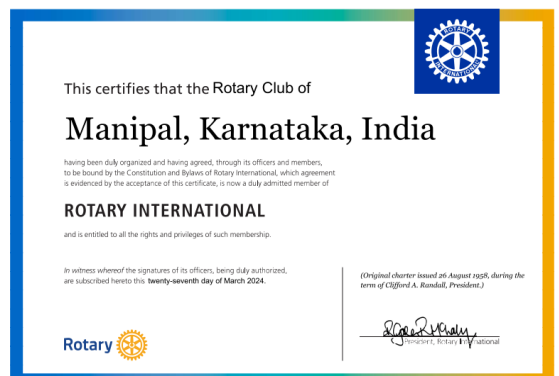 ROTARY
INTERNATIONAL
This certifies that the Rotary Club of
Manipal, Karnataka, India
having been duly organized and having agreed, through its officers and members,
to be bound by the Constitution and Bylaws of Rotary International, which agreement
is evidenced by the acceptance of this certificate, is now a duly admitted member of
ROTARY INTERNATIONAL
and is entitled to all the rights and privileges of such membership.
In witness whereof the signatures of its officers, being duly authorized,
are subscribed hereto this twenty-seventh day of March 2024.
(Original charter issued 26 August 1958, during the
term of Clifford A. Randall, President.)
President, Rotary International
Rotary